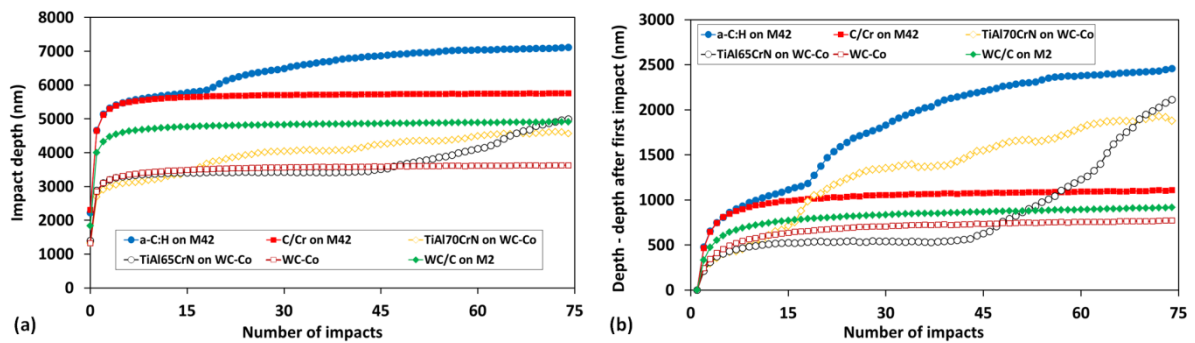 8000
7000
6000
5000
4000
3000
2000
1000
0
Impact depth (nm)
a-C:H on M42 C/Cr on M42 TiAl70CrN on WC-Co
TiAl65CrN on WC-Co WC-Co WC/C on M2
0 15 30 45 60 75
Number of impacts
(a)
3000
2500
2000
1500
1000
500
0
Depth - depth after first impact (nm)
a-C:H on M42 C/Cr on M42 TiAl70CrN on WC-Co
TiAl65CrN on WC-Co WC-Co WC/C on M2
0 15 30 45 60 75
Number of impacts
(b)